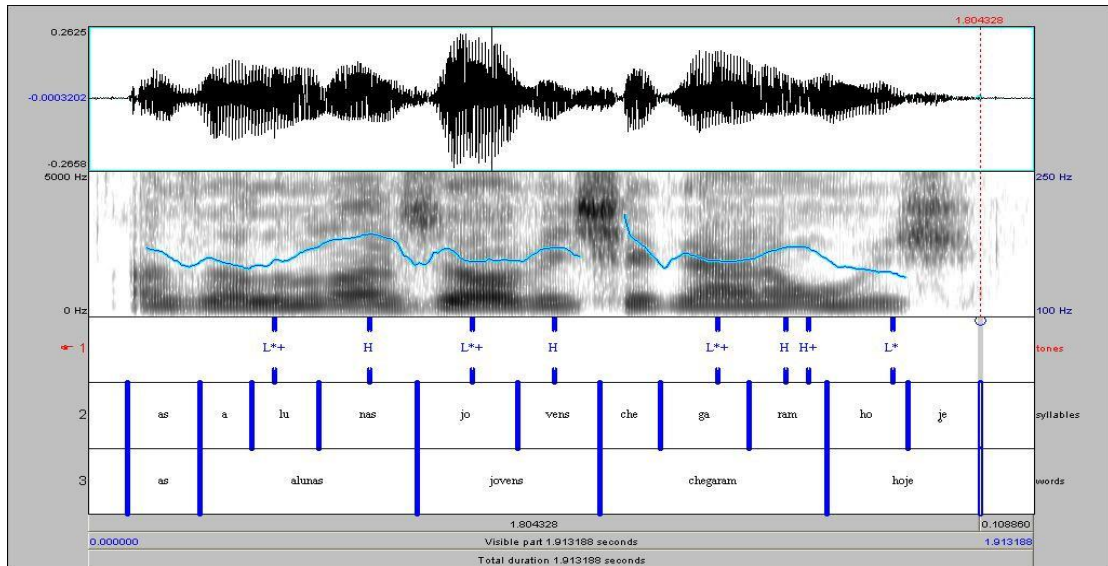 1.804328
0.2625
-0.0003202
-0.2658
5000 Hz 250 Hz
0 Hz 100 Hz
1 L*+ H L*+ H L*+ H H+ L* tones
2 as a lu nas jo vens che ga ram ho je syllables
3 as alunas jovens chegaram hoje words
1.804328 0.108860
0.000000 Visible part 1.913188 seconds 1.913188
Total duration 1.913188 seconds